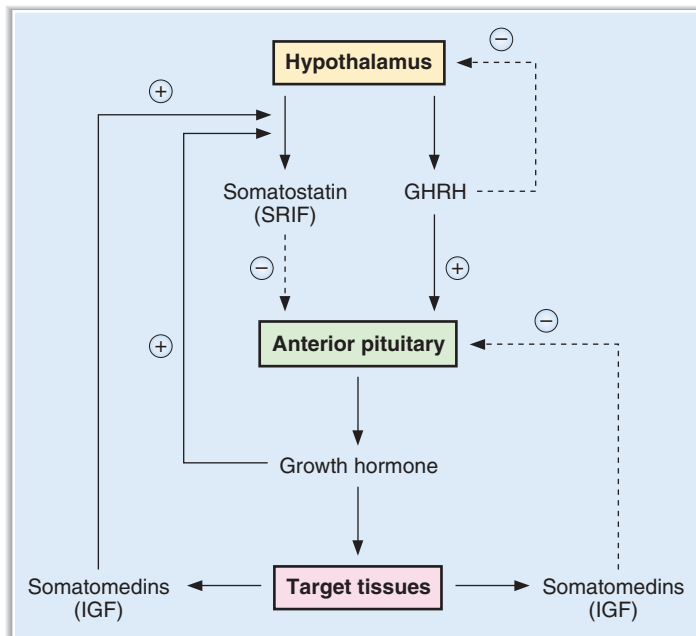 −
Hypothalamus
+
Somatostatin
(SRIF)
GHRH
−
+
−
Anterior pituitary
+
Growth hormone
Somatomedins
(IGF)
Target tissues
Somatomedins
(IGF)